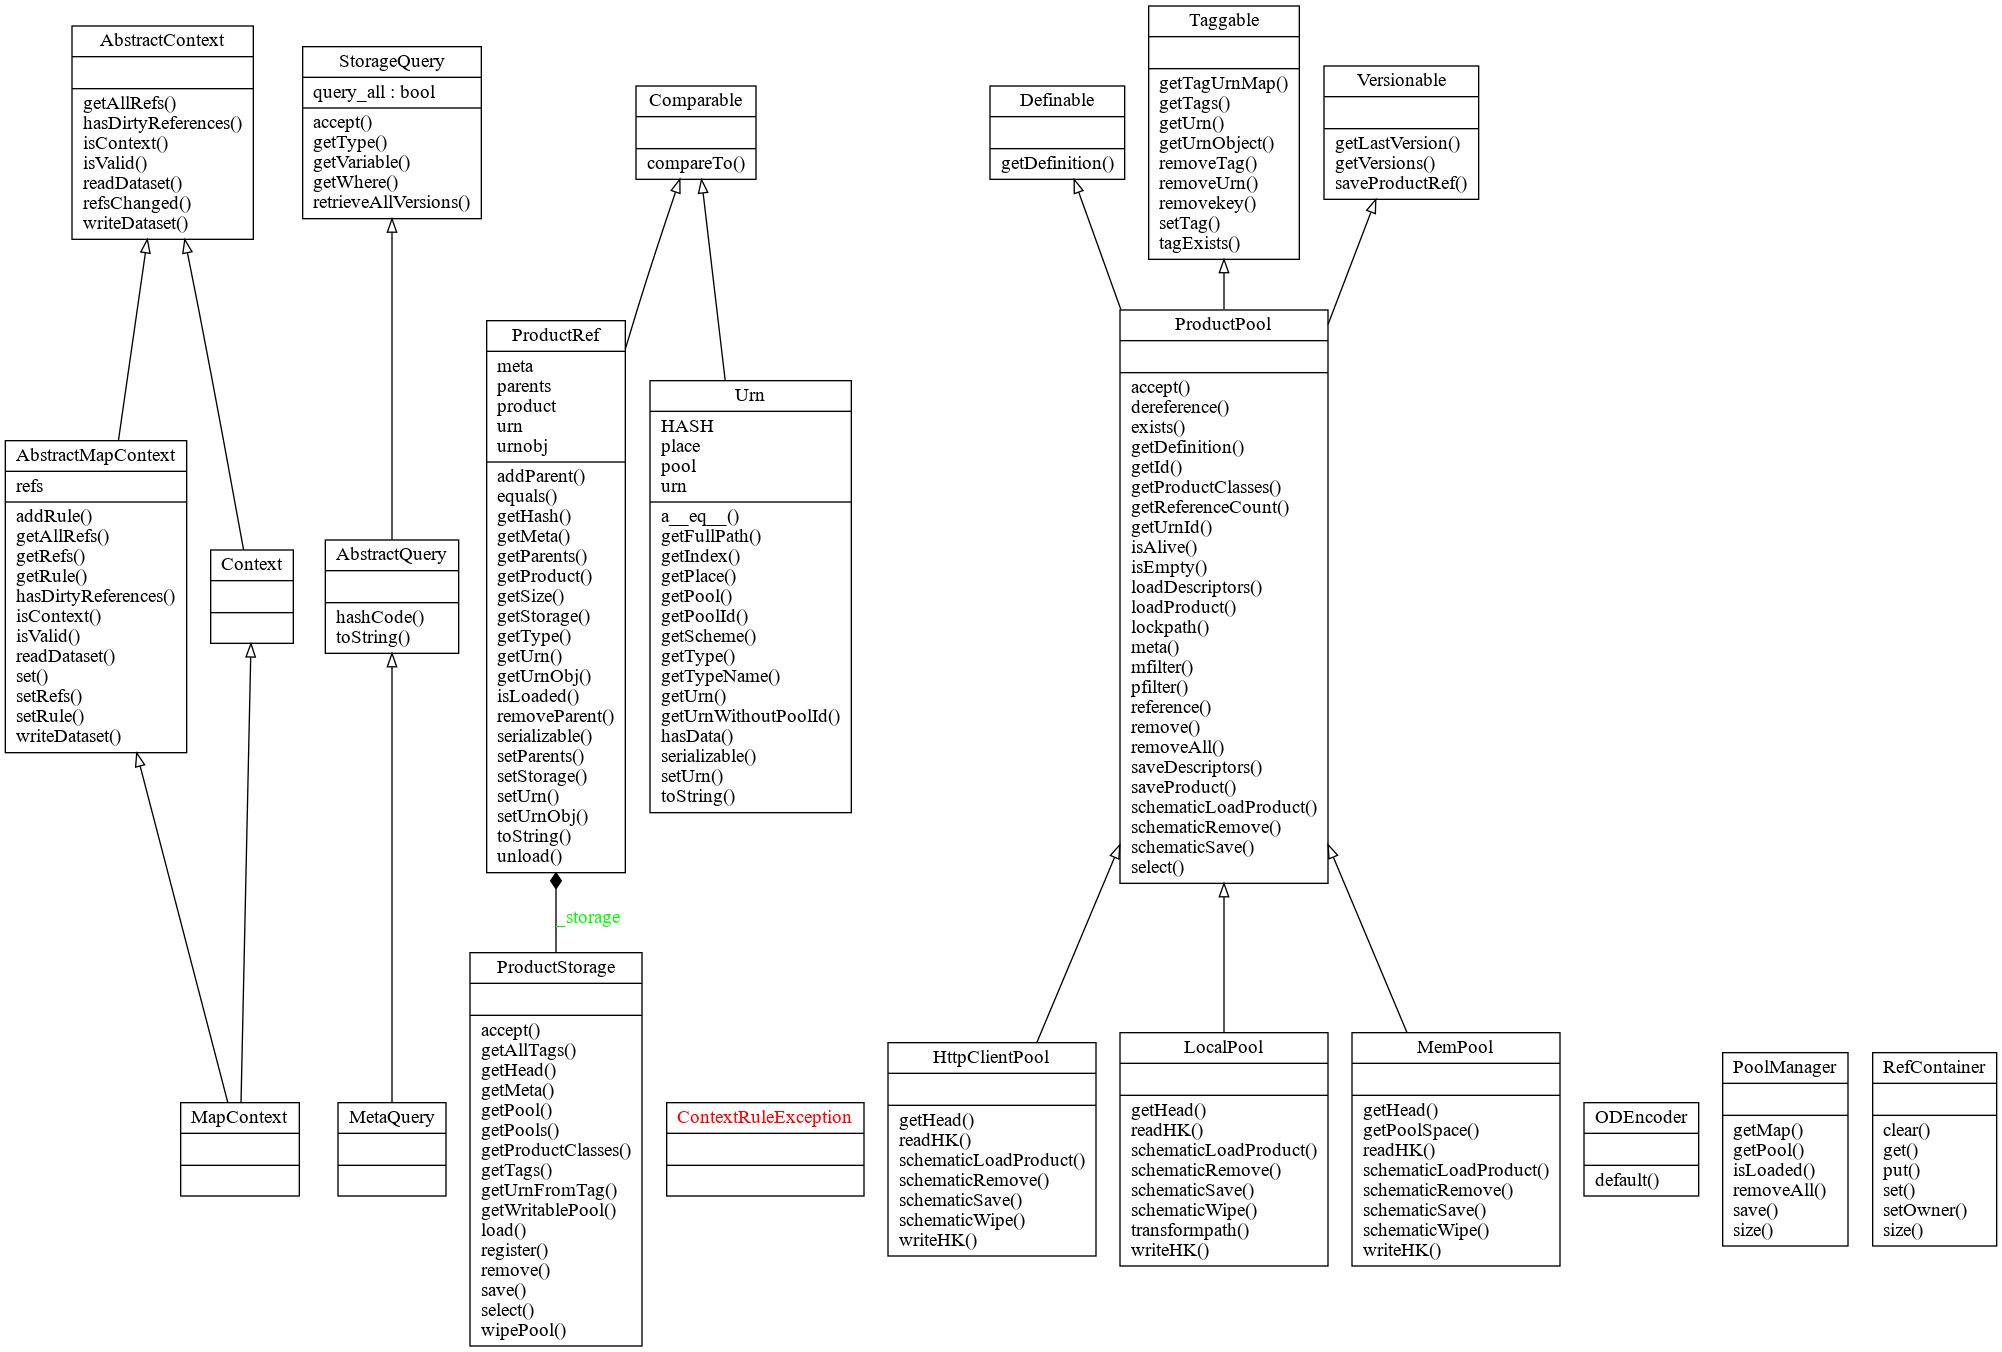 AbstractContext
getAllRefs()
hasDirtyReferences()
isContext()
isValid()
readDataset()
refsChanged()
writeDataset()
StorageQuery
query_all : bool
accept()
getType()
getVariable()
getWhere()
retrieveAllVersions()
Comparable
compareTo()
Definable
getDefinition()
Taggable
getTagUrnMap()
getTags()
getUrn()
getUrnObject()
removeTag()
removeUrn()
removekey()
setTag()
tagExists()
Versionable
getLastVersion()
getVersions()
saveProductRef()
AbstractMapContext
refs
addRule()
getAllRefs()
getRefs()
getRule()
hasDirtyReferences()
isContext()
isValid()
readDataset()
set()
setRefs()
setRule()
writeDataset()
Context
AbstractQuery
hashCode()
toString()
ProductRef
meta
parents
product
urn
urnobj
addParent()
equals()
getHash()
getMeta()
getParents()
getProduct()
getSize()
getStorage()
getType()
getUrn()
getUrnObj()
isLoaded()
removeParent()
serializable()
setParents()
setStorage()
setUrn()
setUrnObj()
toString()
unload()
Urn
HASH
place
pool
urn
a__eq__()
getFullPath()
getIndex()
getPlace()
getPool()
getPoolId()
getScheme()
getType()
getTypeName()
getUrn()
getUrnWithoutPoolId()
hasData()
serializable()
setUrn()
toString()
ProductPool
accept()
dereference()
exists()
getDefinition()
getId()
getProductClasses()
getReferenceCount()
getUrnId()
isAlive()
isEmpty()
loadDescriptors()
loadProduct()
lockpath()
meta()
mfilter()
pfilter()
reference()
remove()
removeAll()
saveDescriptors()
saveProduct()
schematicLoadProduct()
schematicRemove()
schematicSave()
select()
_storage
MapContext
MetaQuery
ProductStorage
accept()
getAllTags()
getHead()
getMeta()
getPool()
getPools()
getProductClasses()
getTags()
getUrnFromTag()
getWritablePool()
load()
register()
remove()
save()
select()
wipePool()
ContextRuleException
HttpClientPool
getHead()
readHK()
schematicLoadProduct()
schematicRemove()
schematicSave()
schematicWipe()
writeHK()
LocalPool
getHead()
readHK()
schematicLoadProduct()
schematicRemove()
schematicSave()
schematicWipe()
transformpath()
writeHK()
MemPool
getHead()
getPoolSpace()
readHK()
schematicLoadProduct()
schematicRemove()
schematicSave()
schematicWipe()
writeHK()
ODEncoder
default()
PoolManager
getMap()
getPool()
isLoaded()
removeAll()
save()
size()
RefContainer
clear()
get()
put()
set()
setOwner()
size()